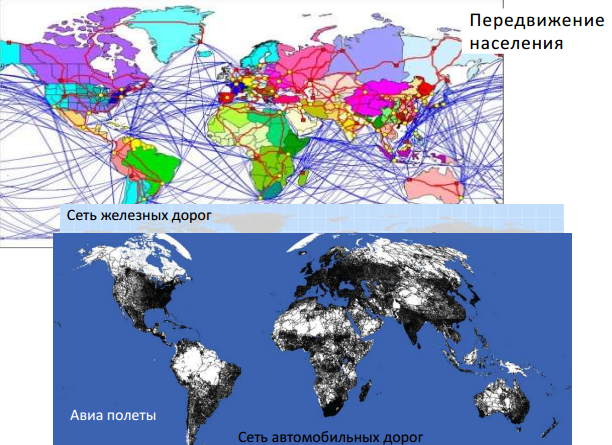 Передвижение
населения
Сеть железных дорог
Авиа полеты
Сеть автомобильных дорог